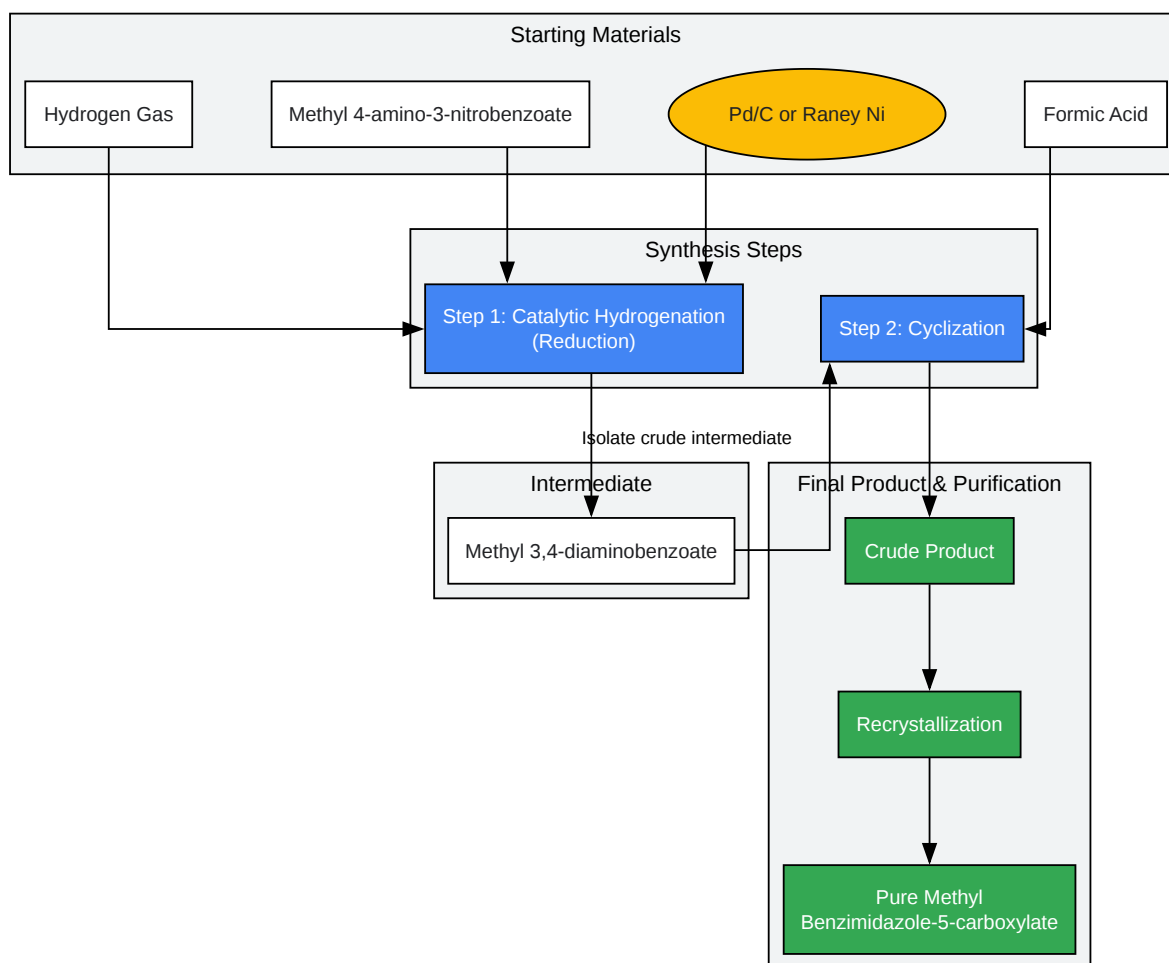 Starting Materials
Hydrogen Gas
Methyl 4-amino-3-nitrobenzoate
Pd/C or Raney Ni
Formic Acid
Synthesis Steps
Step 1: Catalytic Hydrogenation
(Reduction)
Step 2: Cyclization
Isolate crude intermediate
Intermediate
Methyl 3,4-diaminobenzoate
Final Product & Purification
Crude Product
Recrystallization
Pure Methyl
Benzimidazole-5-carboxylate